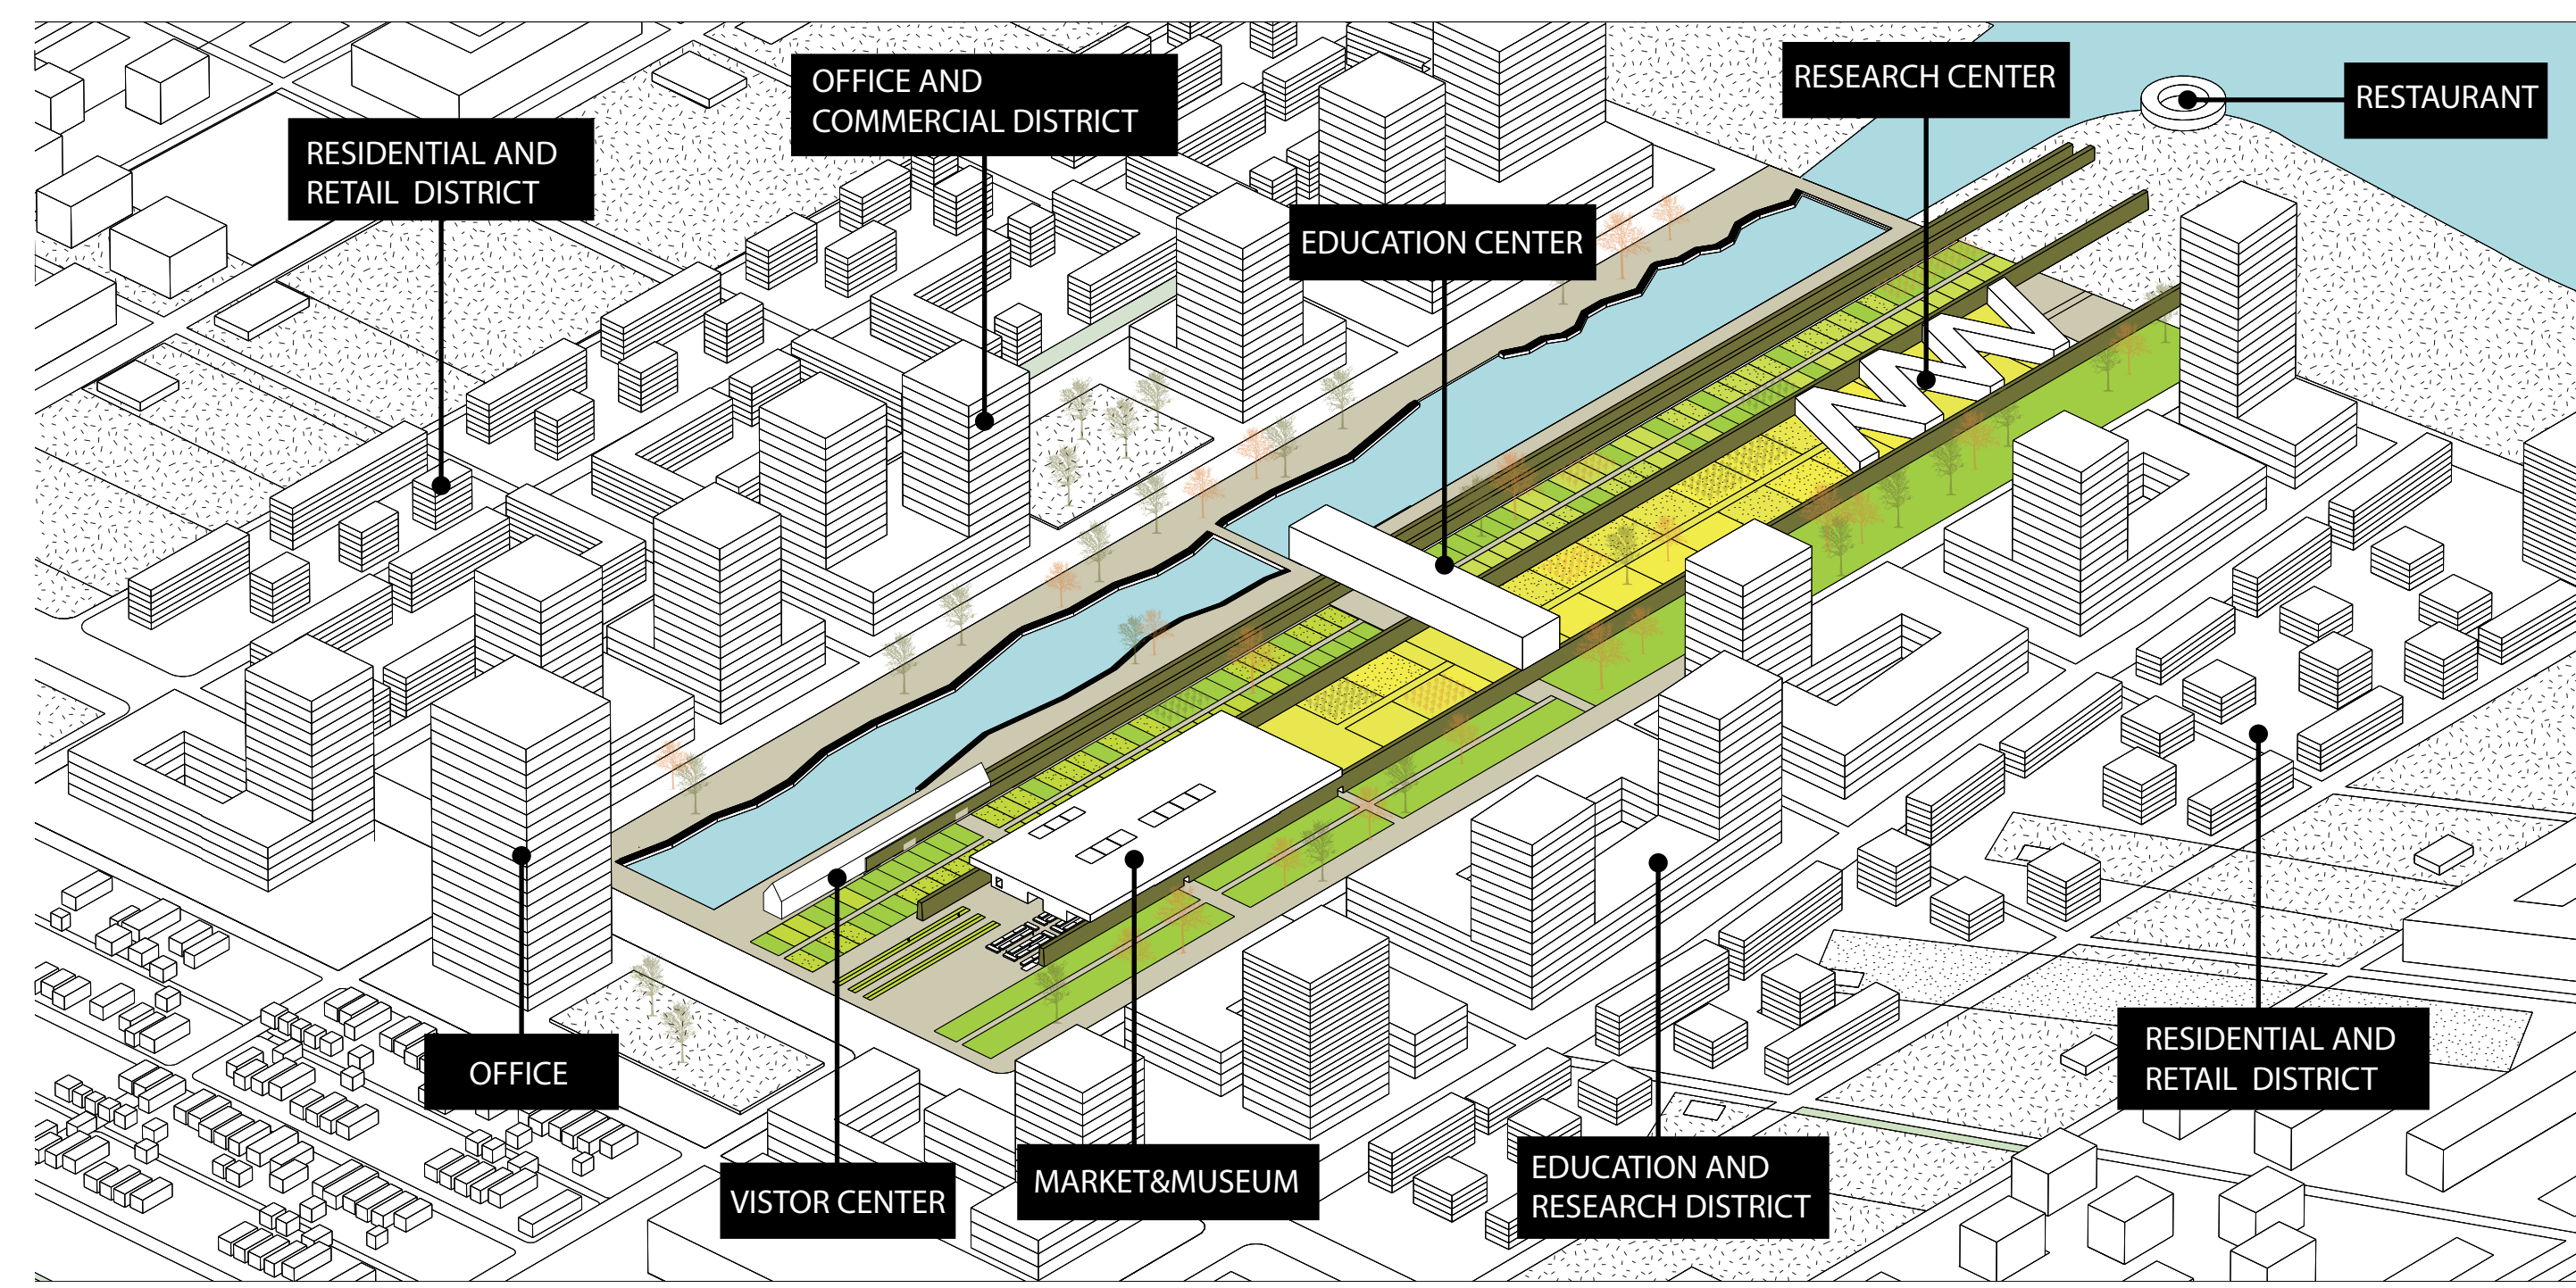 OFFICE AND
COMMERCIAL DISTRICT
RESEARCH CENTER
RESTAURANT
RESIDENTIAL AND
RETAIL DISTRICT
EDUCATION CENTER
OFFICE
RESIDENTIAL AND
RETAIL DISTRICT
VISTOR CENTER
MARKET&MUSEUM
EDUCATION AND
RESEARCH DISTRICT